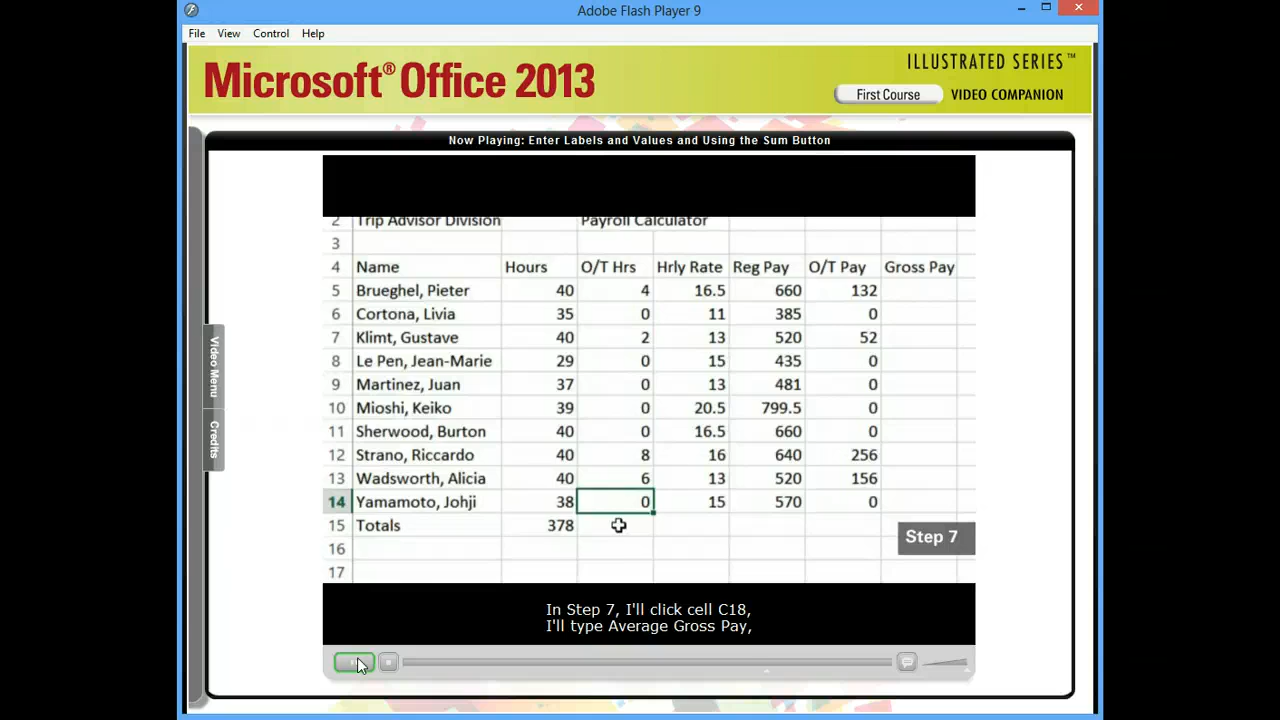 Adobe Flash Player 9
File View Control Help
Microsoft® Office 2013
ILLUSTRATED SERIES™
First Course VIDEO COMPANION
Now Playing: Enter Labels and Values and Using the Sum Button
Video Menu
Credits
2 Trip Advisor Division Payroll Calculator
3
4 Name Hours O/T Hrs Hrly Rate Reg Pay O/T Pay Gross Pay
5 Brueghel, Pieter 40 4 16.5 660 132
6 Cortona, Livia 35 0 11 385 0
7 Klimt, Gustave 40 2 13 520 52
8 Le Pen, Jean-Marie 29 0 15 435 0
9 Martinez, Juan 37 0 13 481 0
10 Mioshi, Keiko 39 0 20.5 799.5 0
11 Sherwood, Burton 40 0 16.5 660 0
12 Strano, Riccardo 40 8 16 640 256
13 Wadsworth, Alicia 40 6 13 520 156
14 Yamamoto, Johji 38 0 15 570 0
15 Totals 378
16
17
Step 7
In Step 7, I'll click cell C18,
I'll type Average Gross Pay,